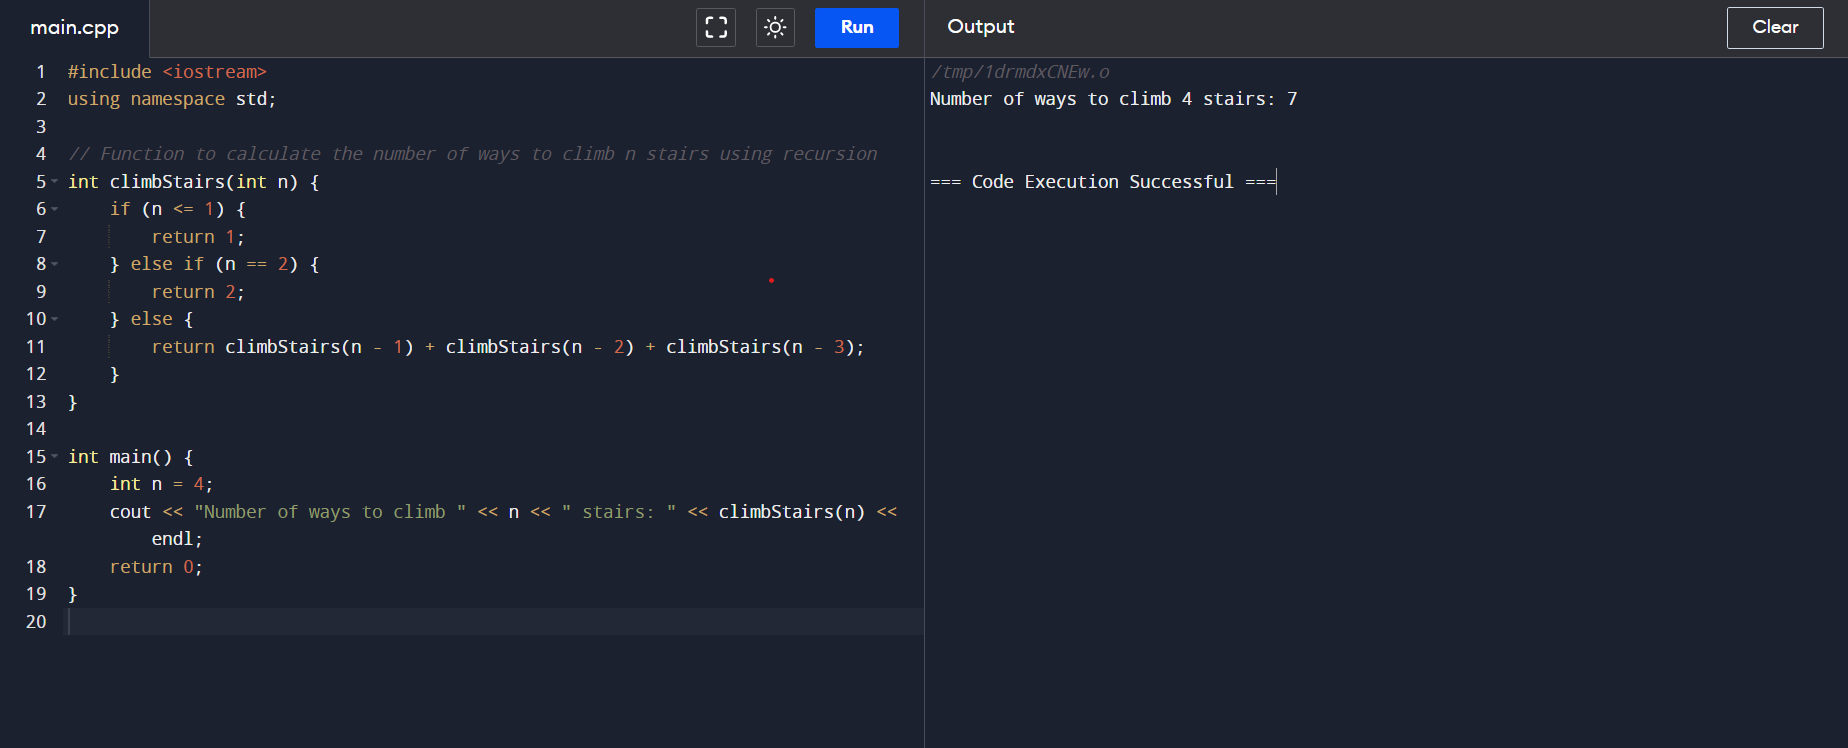 main.cpp
Run
1 #include <iostream>
2 using namespace std;
3
4 // Function to calculate the number of ways to climb n stairs using recursion
5 int climbStairs(int n) {
6     if (n <= 1) {
7         return 1;
8     } else if (n == 2) {
9         return 2;
10     } else {
11         return climbStairs(n - 1) + climbStairs(n - 2) + climbStairs(n - 3);
12     }
13 }
14
15 int main() {
16     int n = 4;
17     cout << "Number of ways to climb " << n << " stairs: " << climbStairs(n) <<
        endl;
18     return 0;
19 }
20
Output
Clear
/tmp/1drmdxCNEw.o
Number of ways to climb 4 stairs: 7
=== Code Execution Successful ===